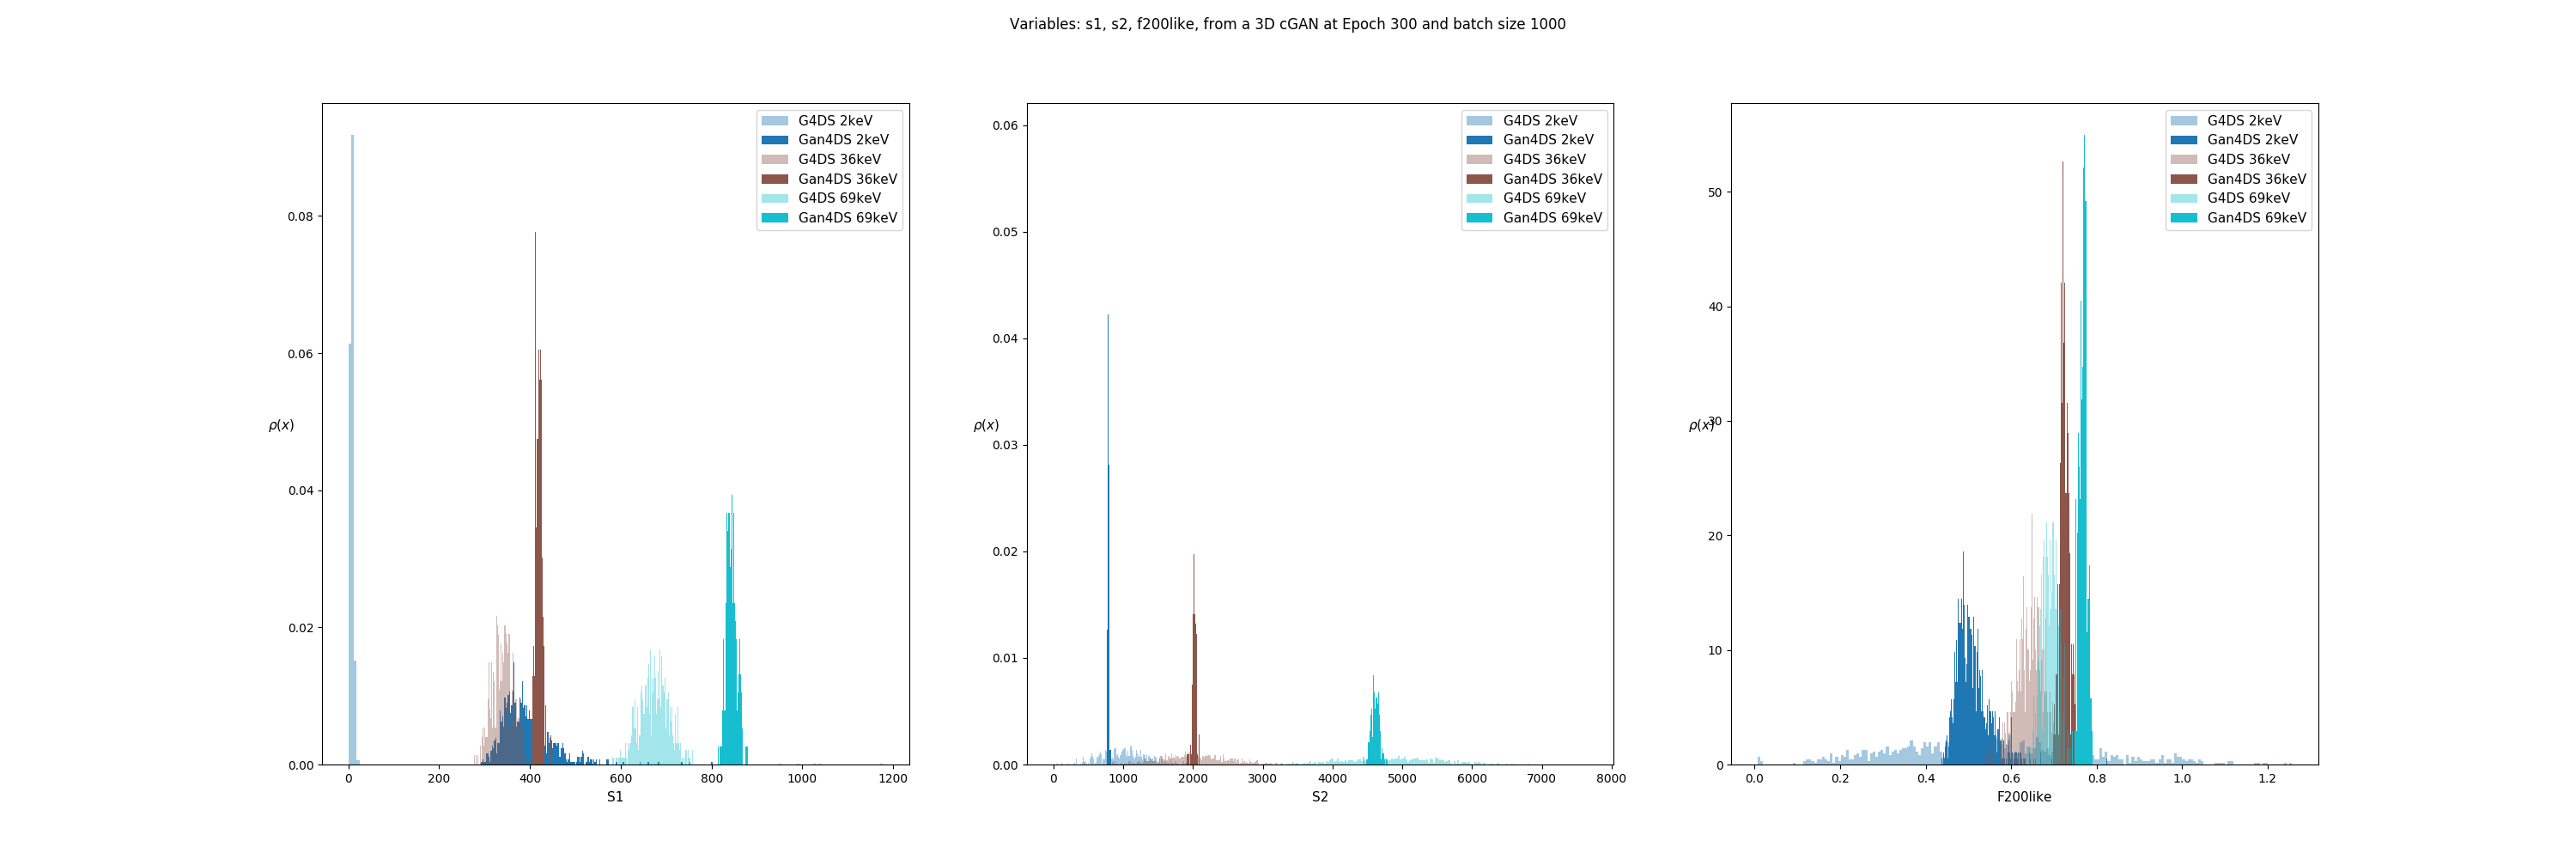 Variables: s1, s2, f200like, from a 3D cGAN at Epoch 300 and batch size 1000
G4DS 2keV
Gan4DS 2keV
G4DS 36keV
Gan4DS 36keV
G4DS 69keV
Gan4DS 69keV
0.08
0.06
0.04
0.02
0.00
ρ(x)
0
200
400
600
800
1000
1200
S1
G4DS 2keV
Gan4DS 2keV
G4DS 36keV
Gan4DS 36keV
G4DS 69keV
Gan4DS 69keV
0.06
0.05
0.04
0.03
0.02
0.01
0.00
ρ(x)
0
1000
2000
3000
4000
5000
6000
7000
8000
S2
G4DS 2keV
Gan4DS 2keV
G4DS 36keV
Gan4DS 36keV
G4DS 69keV
Gan4DS 69keV
50
40
30
20
10
0
ρ(x)
0.0
0.2
0.4
0.6
0.8
1.0
1.2
F200like